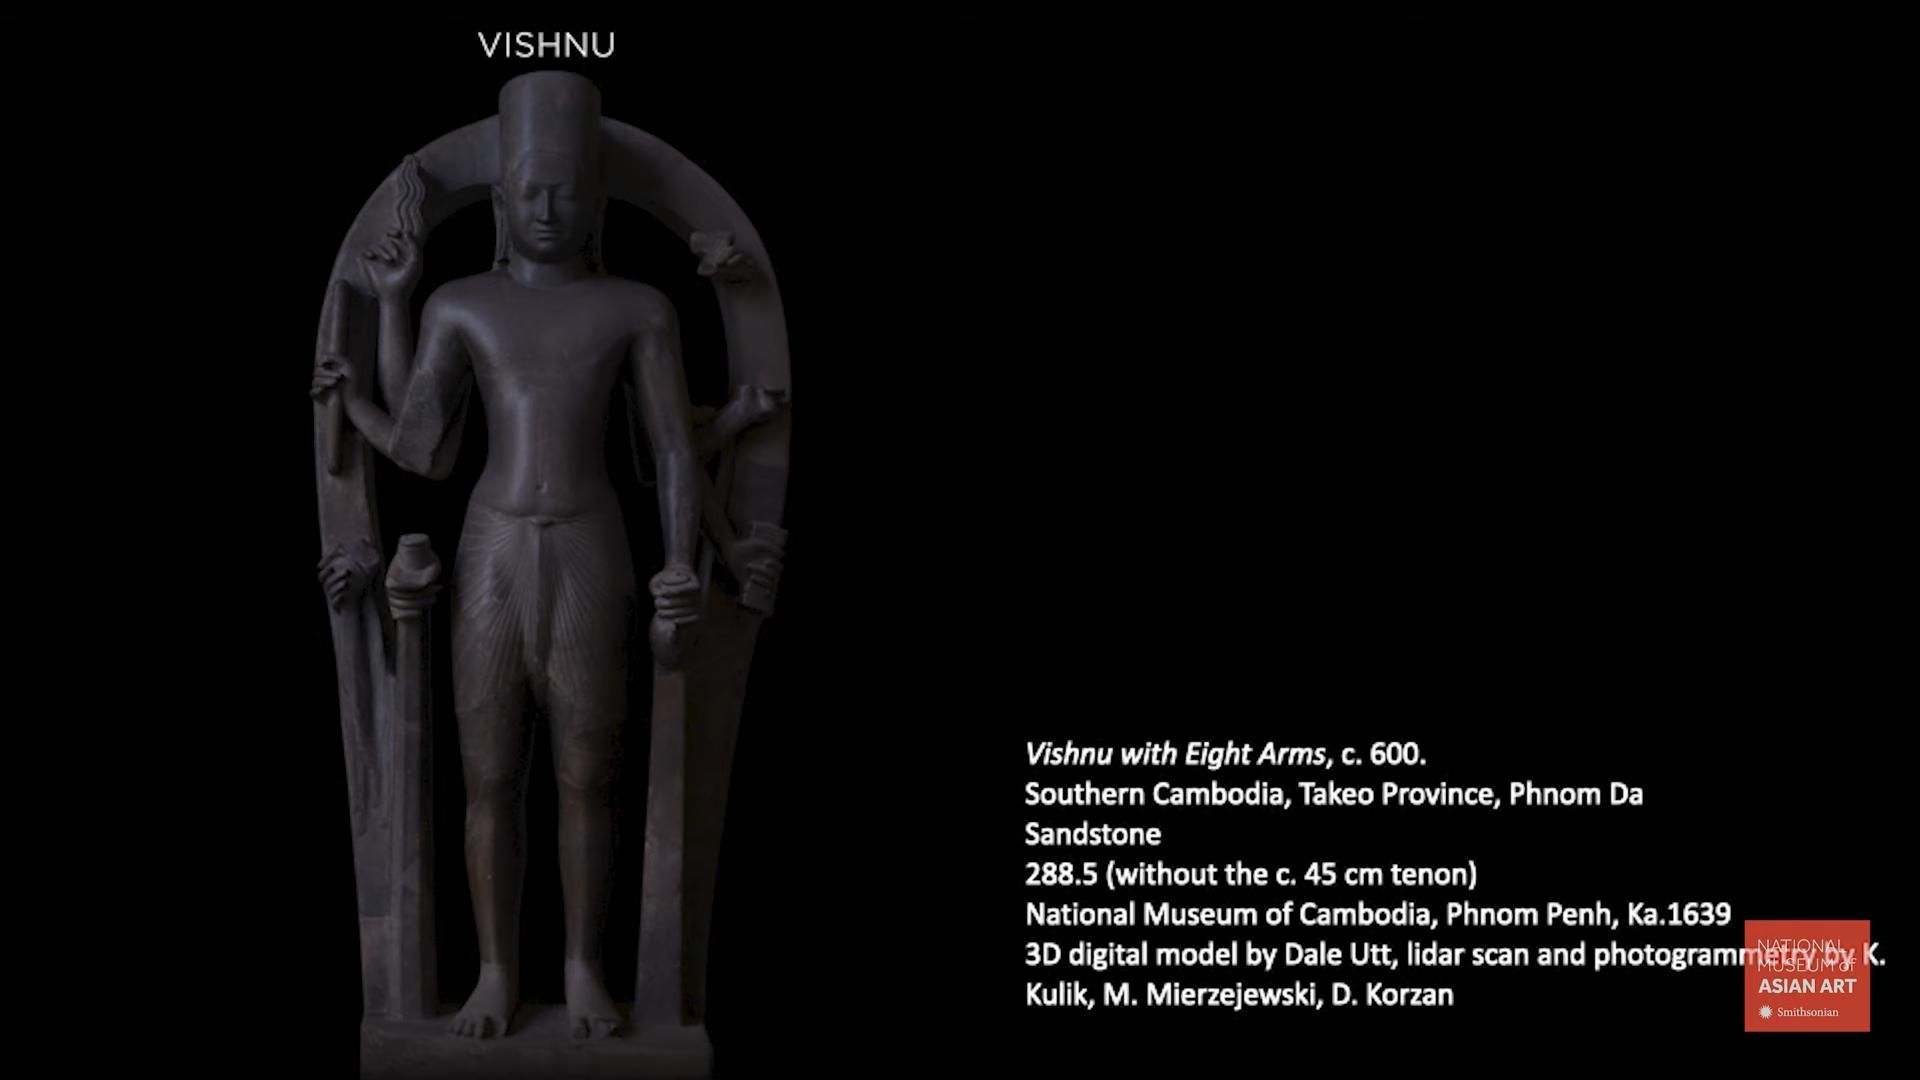 VISHNU
Vishnu with Eight Arms, c. 600.
Southern Cambodia, Takeo Province, Phnom Da
Sandstone
288.5 (without the c. 45 cm tenon)
National Museum of Cambodia, Phnom Penh, Ka.1639
3D digital model by Dale Utt, lidar scan and photogrammetry by K.
Kulik, M. Mierzejewski, D. Korzan
NATIONAL
MUSEUM of
ASIAN ART
Smithsonian